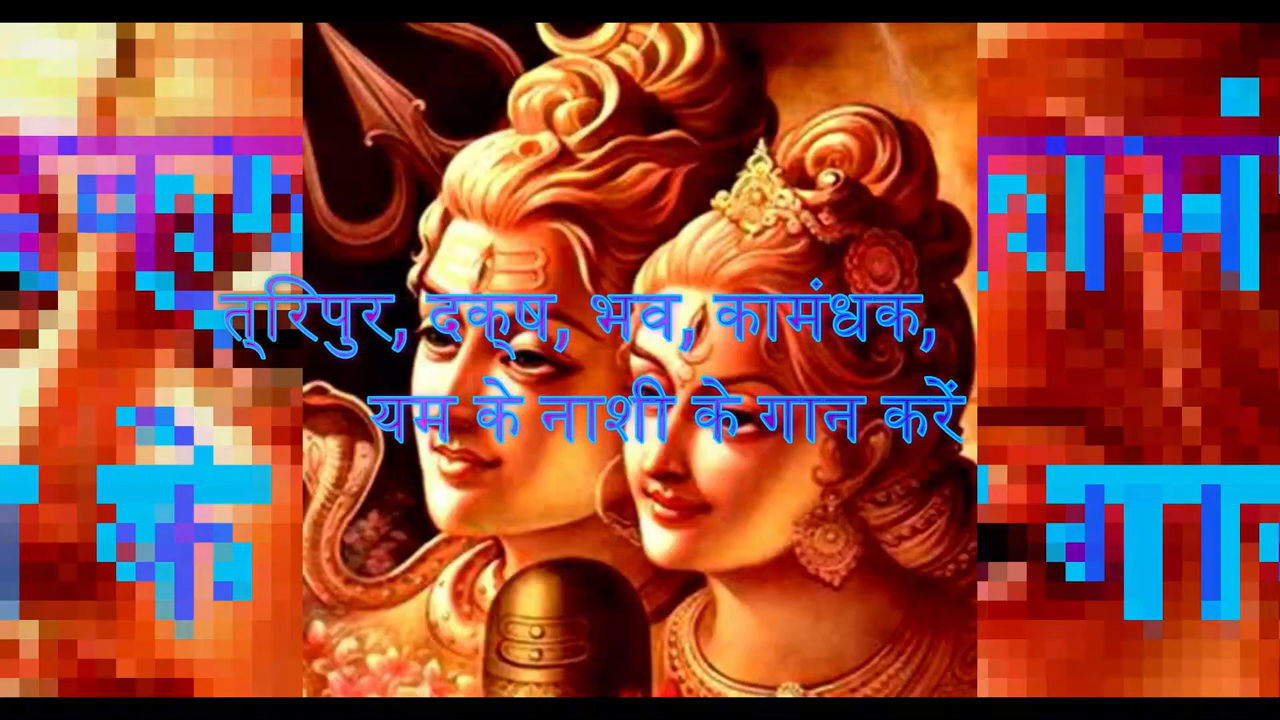 त्रिपुर, दक्ष, भव, कामंधक,
यम के नाशी के गान करें